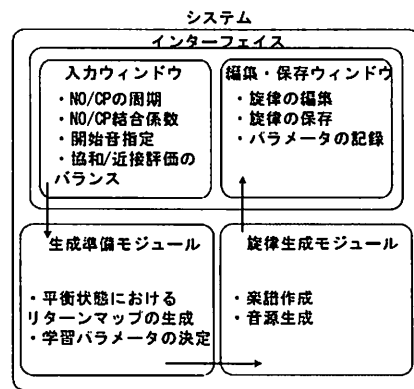 システム
インターフェイス
入力ウィンドウ
・NO/CPの周期
・NO/CP結合係数
・開始音指定
・協和/近接評価の
バランス
編集・保存ウィンドウ
・旋律の編集
・旋律の保存
・パラメータの記録
生成準備モジュール
・平衡状態における
リターンマップの生成
・学習パラメータの決定
旋律生成モジュール
・楽譜作成
・音源生成